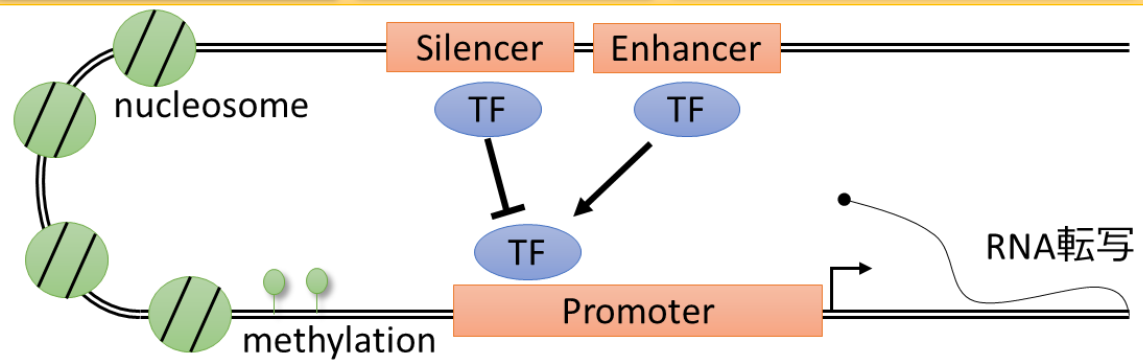 Silencer
Enhancer
nucleosome
TF
TF
TF
RNA転写
Promoter
methylation